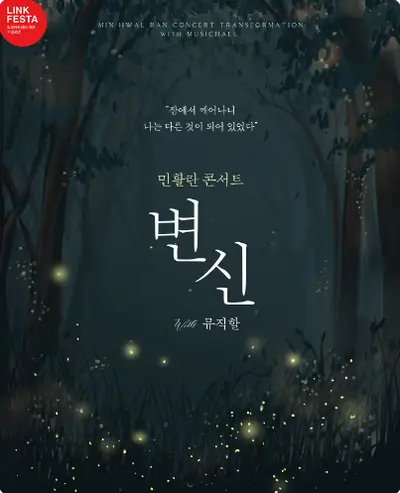 LINK
FESTA
MIN HWAL RAN CONCERT TRANSFORMATION
WITH MUSICHAEL
"잠에서 깨어나니
나는 다른 것이 되어 있었다"
민활란 콘서트
변신
With 뮤직할